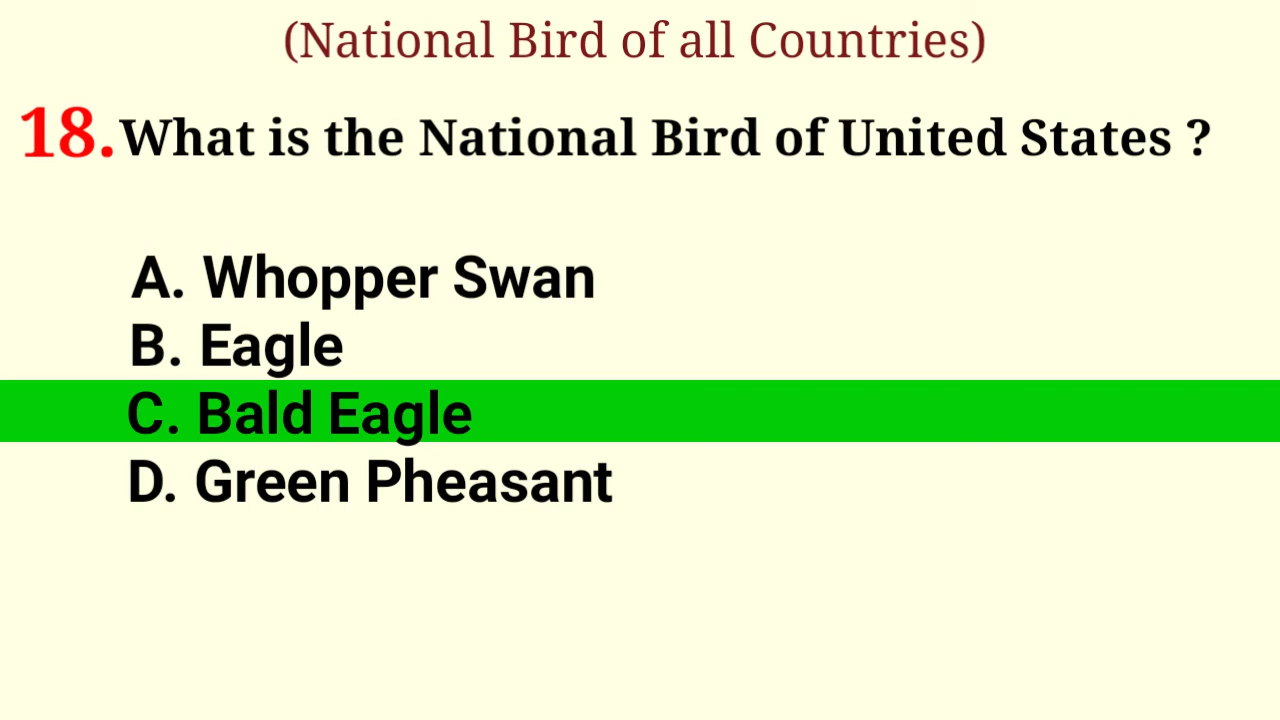 (National Bird of all Countries)
18.What is the National Bird of United States ?
A. Whopper Swan
B. Eagle
C. Bald Eagle
D. Green Pheasant